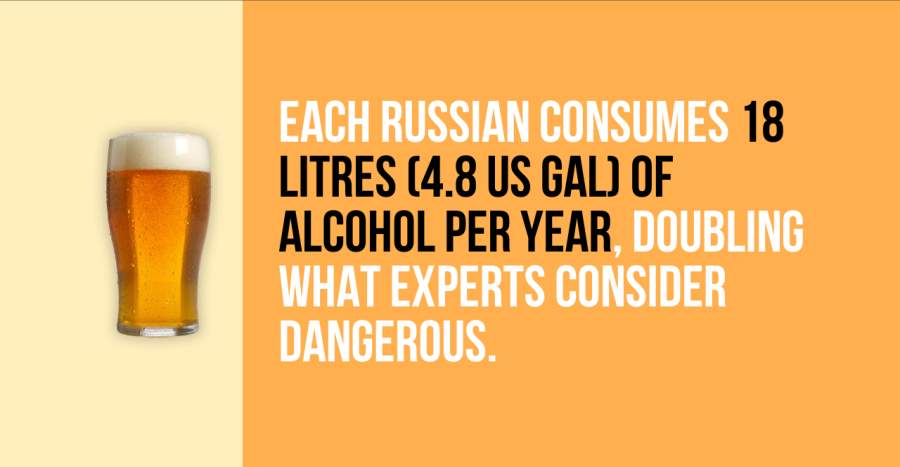 EACH RUSSIAN CONSUMES 18
LITRES (4.8 US GAL) OF
ALCOHOL PER YEAR, DOUBLING
WHAT EXPERTS CONSIDER
DANGEROUS.